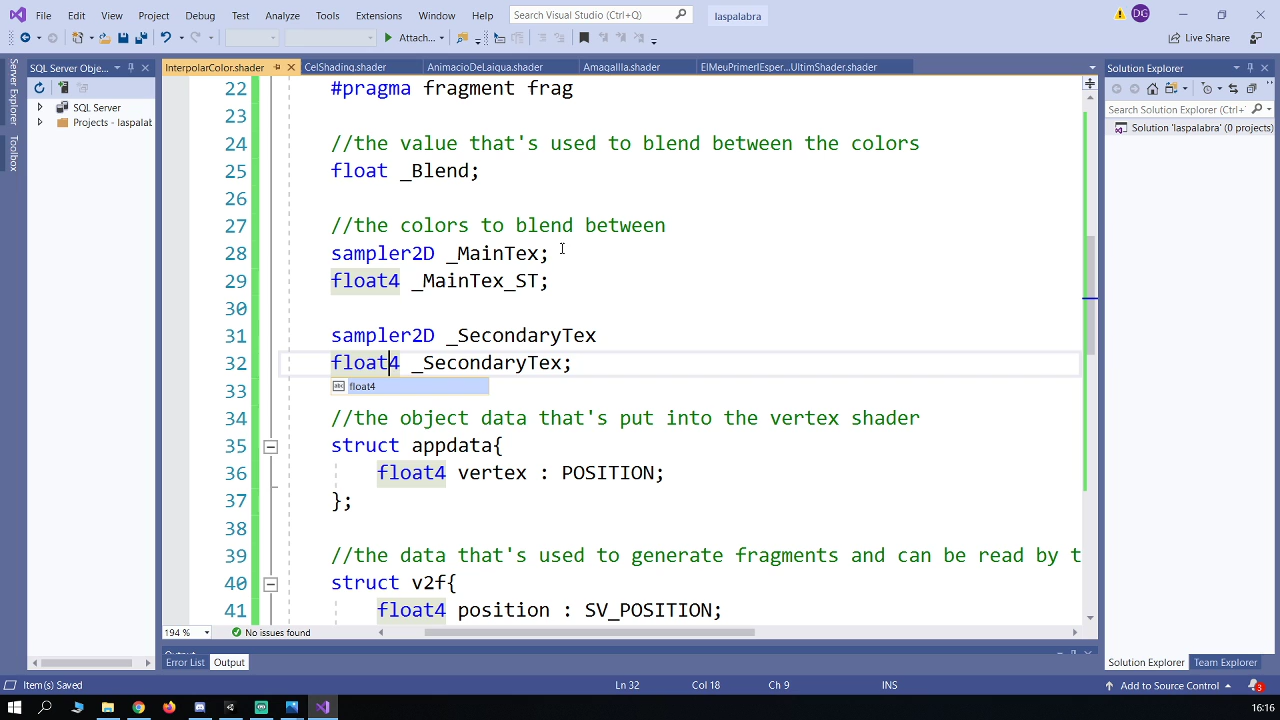 File Edit View Project Debug Test Analyze Tools Extensions Window Help Search Visual Studio (Ctrl+Q) laspalabra DG
Attach... Live Share
SQL Server Obje... InterpolarColor.shader CelShading.shader AnimacioDeLaigua.shader Amagallla.shader ElMeuPrimerlEsper...UltimShader.shader Solution Explorer
Server Explorer
Toolbox
SQL Server
Projects - laspalab
Search Solution Explorer (Ctrl+'
Solution 'laspalabra' (0 projects)
22 #pragma fragment frag
23
24 //the value that's used to blend between the colors
25 float _Blend;
26
27 //the colors to blend between
28 sampler2D _MainTex;
29 float4 _MainTex_ST;
30
31 sampler2D _SecondaryTex
32 float4 _SecondaryTex;
float4
33
34 //the object data that's put into the vertex shader
35 struct appdata{
36 float4 vertex : POSITION;
37 };
38
39 //the data that's used to generate fragments and can be read by t
40 struct v2f{
41 float4 position : SV_POSITION;
194 % No issues found
Error List Output Solution Explorer Team Explorer
Item(s) Saved Ln 32 Col 18 Ch 9 INS Add to Source Control 3
16:16